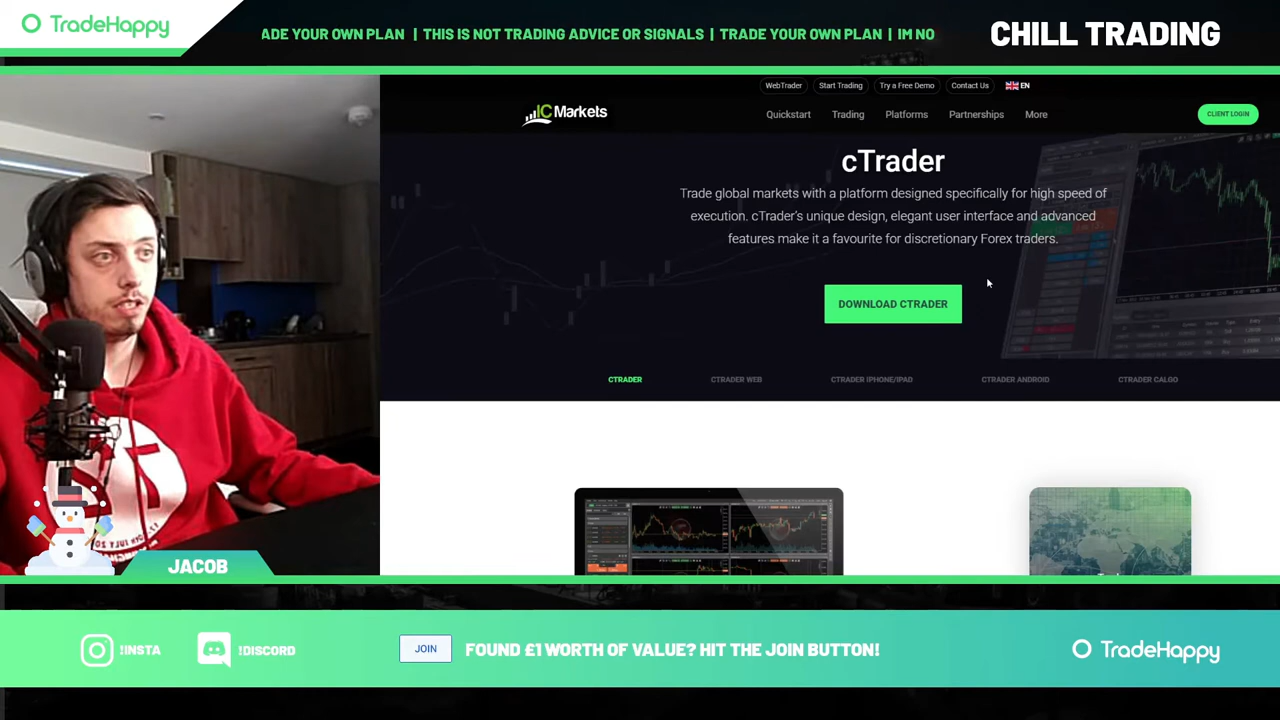 TradeHappy
ADE YOUR OWN PLAN | THIS IS NOT TRADING ADVICE OR SIGNALS | TRADE YOUR OWN PLAN | IM NO
CHILL TRADING
WebTrader Start Trading Try a Free Demo Contact Us EN
IC Markets Quickstart Trading Platforms Partnerships More CLIENT LOGIN
cTrader
Trade global markets with a platform designed specifically for high speed of
execution. cTrader's unique design, elegant user interface and advanced
features make it a favourite for discretionary Forex traders.
DOWNLOAD CTRADER
CTRADER CTRADER WEB CTRADER IPHONE/IPAD CTRADER ANDROID CTRADER CALGO
JACOB
!INSTA !DISCORD JOIN FOUND £1 WORTH OF VALUE? HIT THE JOIN BUTTON! TradeHappy